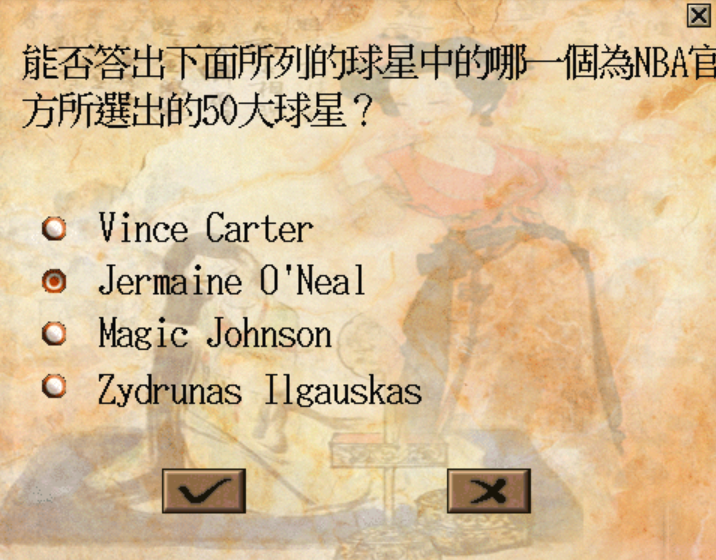 能否答出下面所列的球星中的哪一個為NBA官
方所選出的50大球星？
Vince Carter
Jermaine O'Neal
Magic Johnson
Zydrunas Ilgauskas